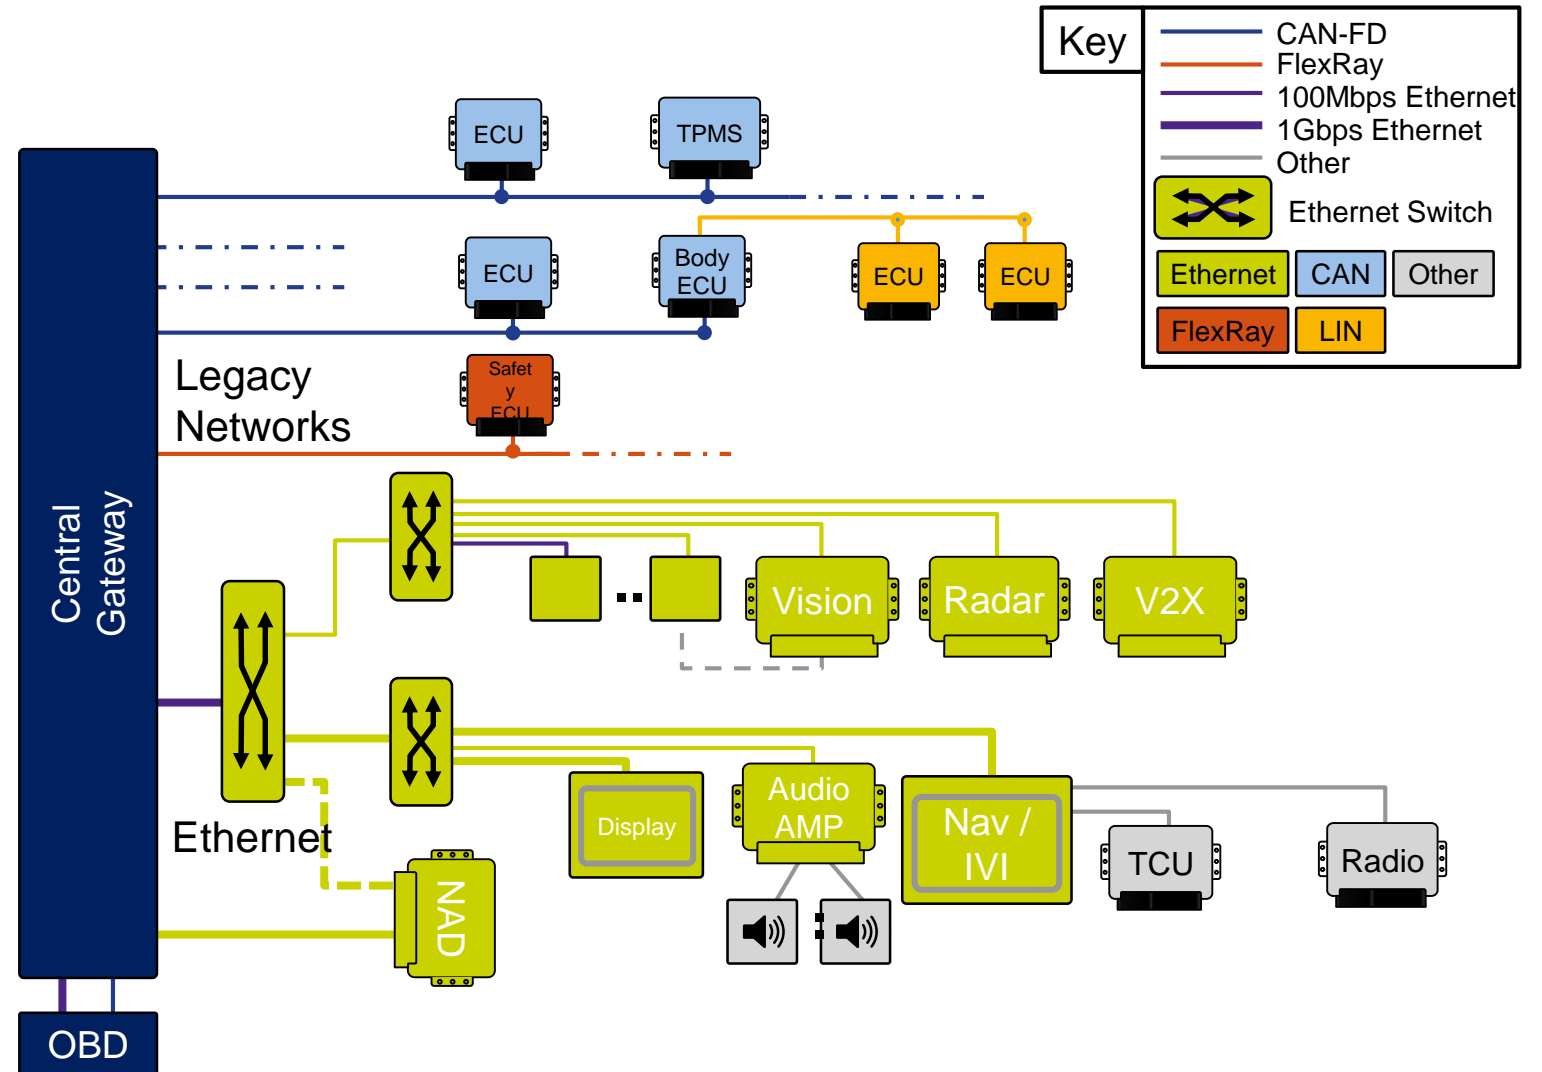 Key
CAN-FD
FlexRay
100Mbps Ethernet
1Gbps Ethernet
Other
Ethernet Switch
Ethernet
CAN
Other
FlexRay
LIN
ECU
TPMS
ECU
Body
ECU
ECU
ECU
Legacy
Networks
Safet
y
ECU
Central
Gateway
Vision
Radar
V2X
Ethernet
Display
Audio
AMP
Nav /
IVI
TCU
Radio
NAD
OBD